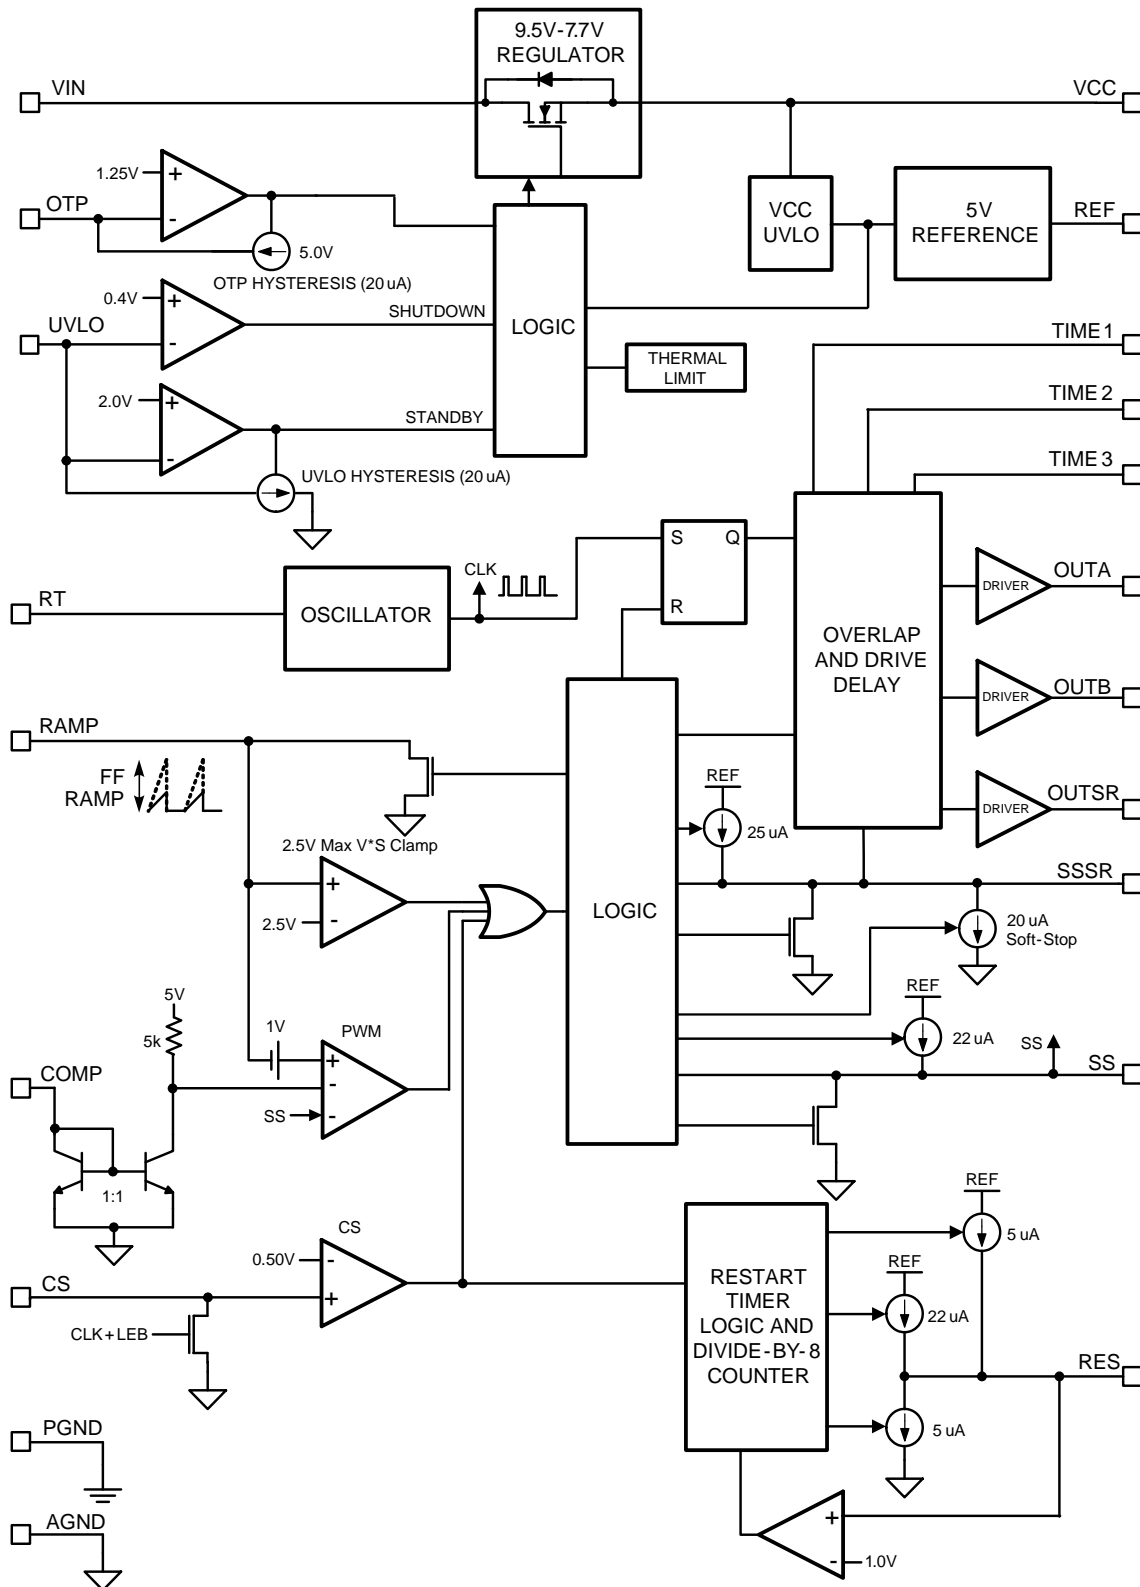 9.5V-7.7V
REGULATOR
VIN
VCC
1.25V
+
OTP
-
5.0V
OTP HYSTERESIS (20 uA)
VCC
UVLO
5V
REFERENCE
REF
0.4V
+
UVLO
-
SHUTDOWN
LOGIC
THERMAL
LIMIT
TIME 1
2.0V
+
-
STANDBY
UVLO HYSTERESIS (20 uA)
TIME 2
TIME 3
S
Q
R
CLK
RT
OSCILLATOR
OVERLAP
AND DRIVE
DELAY
DRIVER
OUTA
DRIVER
OUTB
DRIVER
OUTSR
RAMP
FF
RAMP
REF
25 uA
2.5V Max V*S Clamp
+
2.5V
-
LOGIC
SSSR
20 uA
Soft-Stop
5V
5k
1V
PWM
+
-
SS
-
REF
22 uA
SS
SS
COMP
1:1
CS
0.50V
-
+
CS
CLK+LEB
RESTART
TIMER
LOGIC AND
DIVIDE-BY-8
COUNTER
REF
5 uA
REF
22 uA
RES
5 uA
PGND
AGND
+
-
1.0V